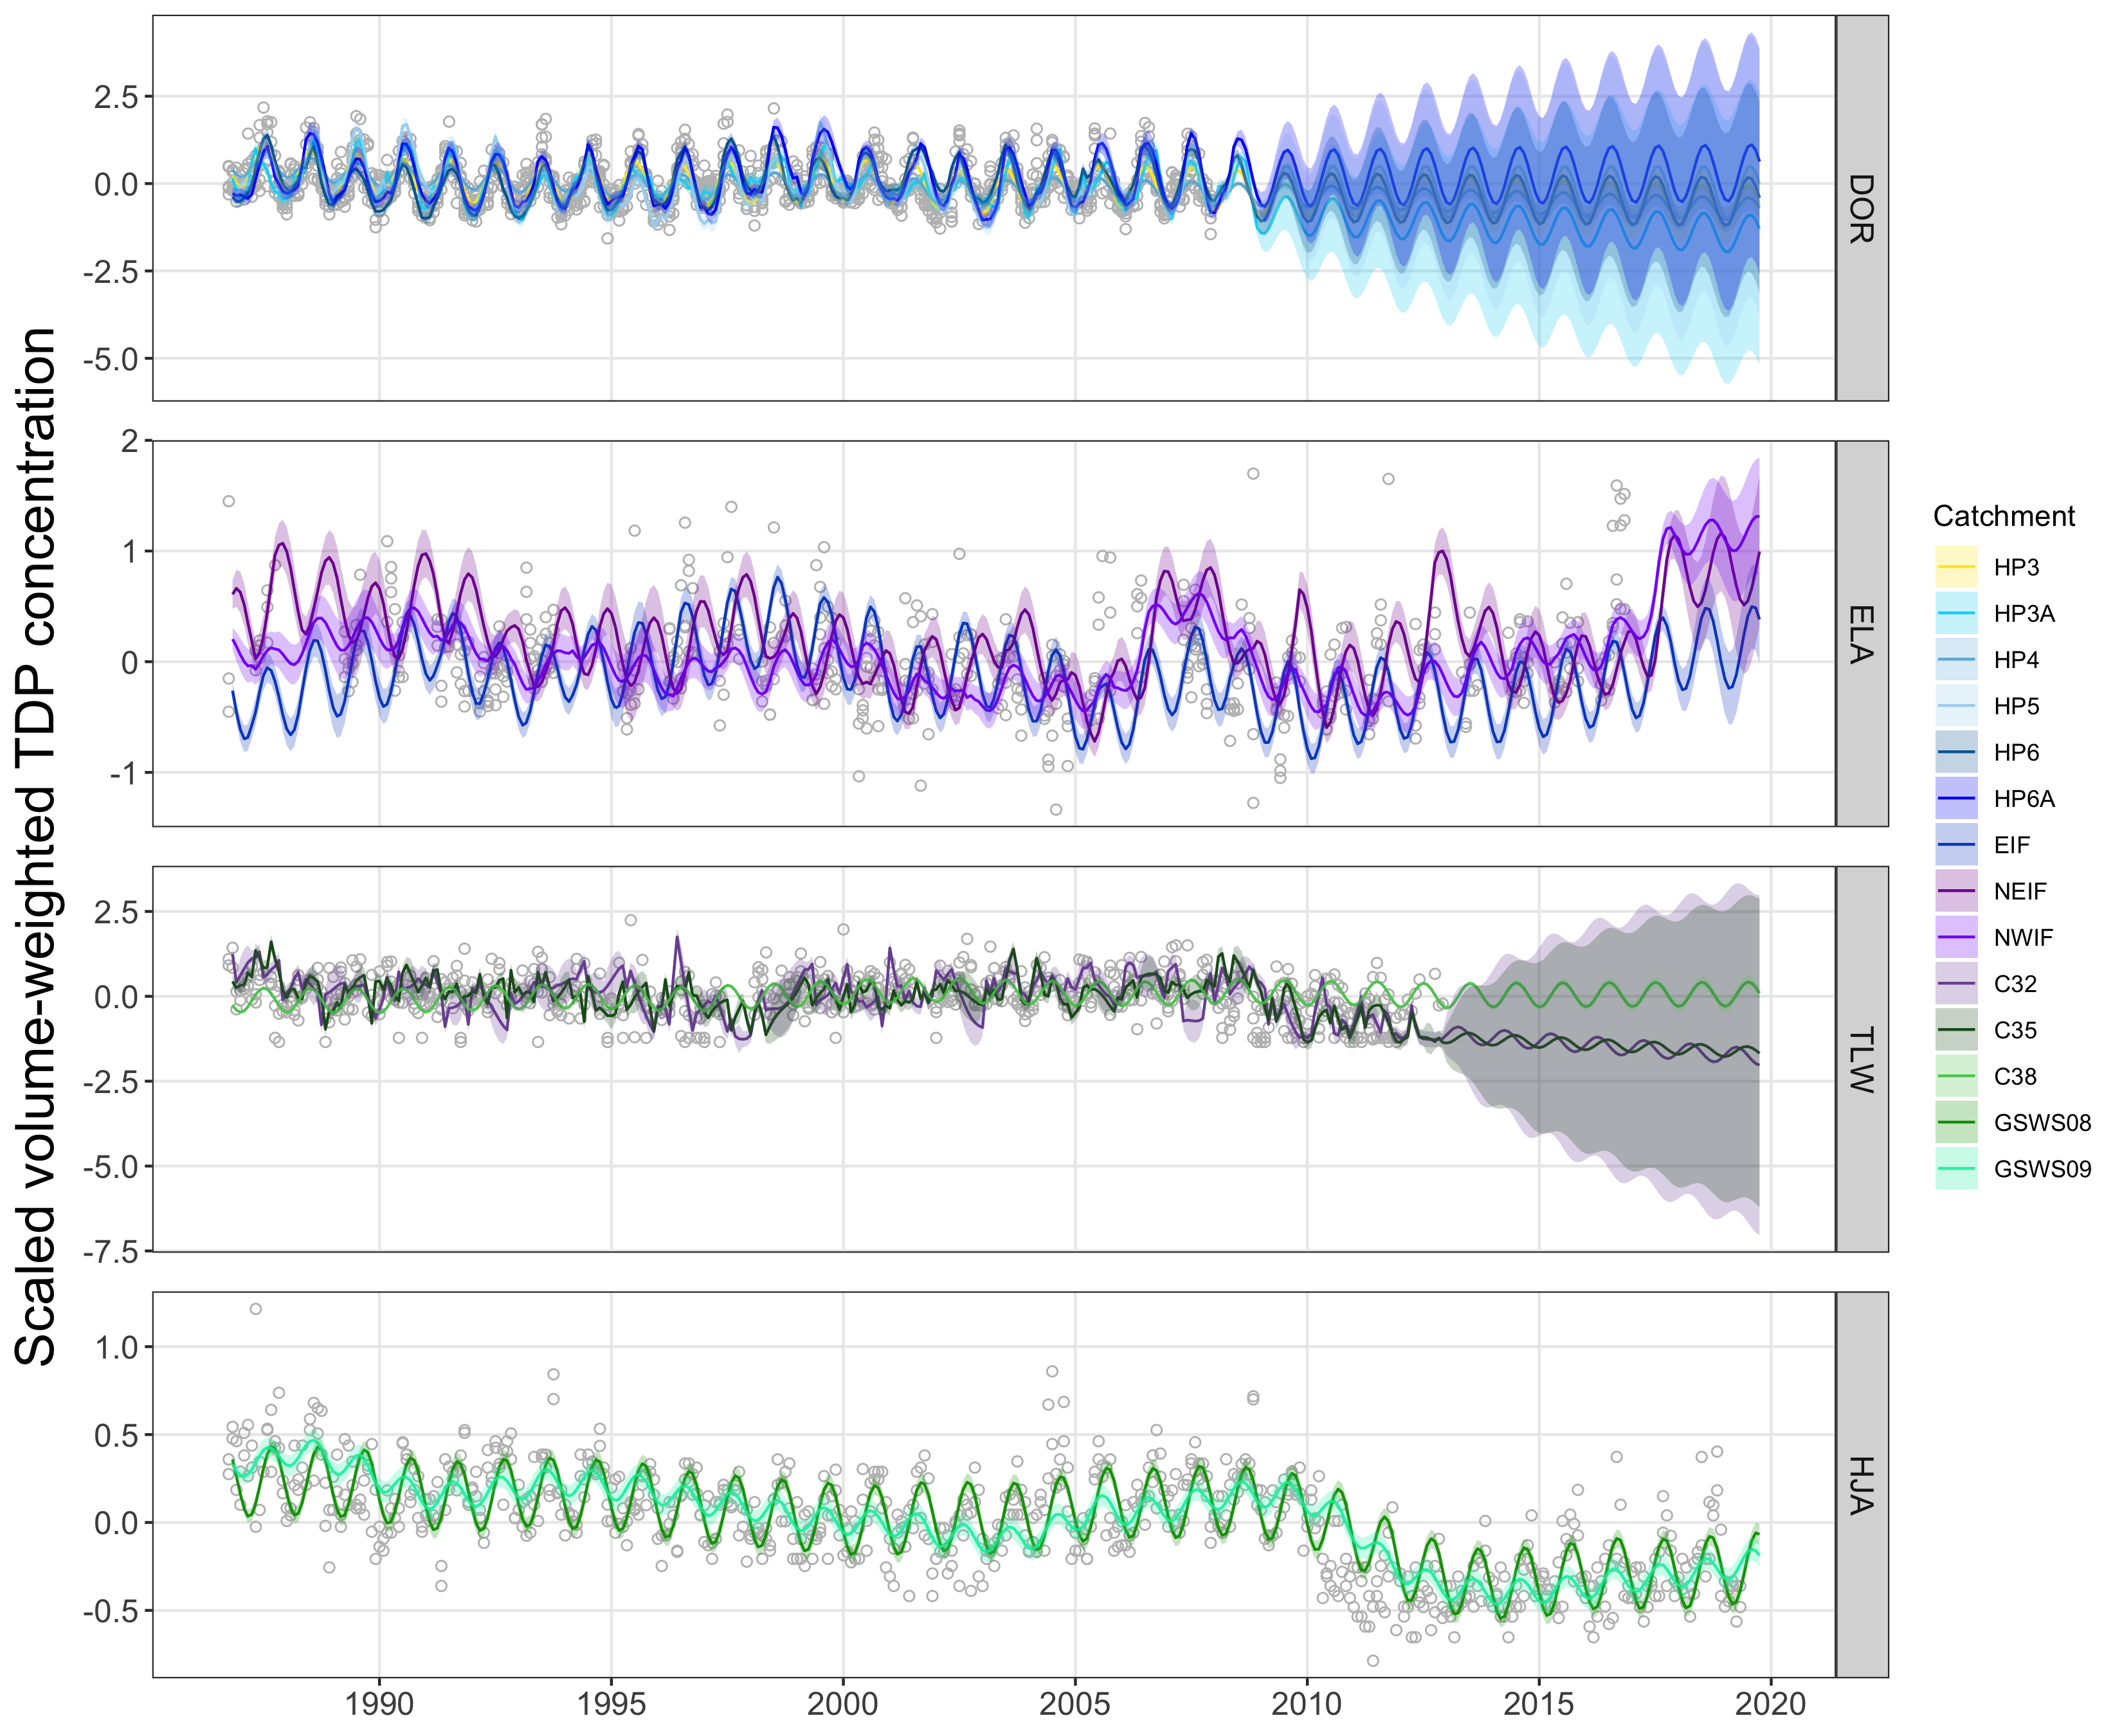 Scaled volume-weighted TDP concentration
2.5
0.0
-2.5
-5.0
DOR
2
1
0
-1
ELA
2.5
0.0
-2.5
-5.0
-7.5
TLW
1.0
0.5
0.0
-0.5
HJA
1990
1995
2000
2005
2010
2015
2020
Catchment
HP3
HP3A
HP4
HP5
HP6
HP6A
EIF
NEIF
NWIF
C32
C35
C38
GSWS08
GSWS09